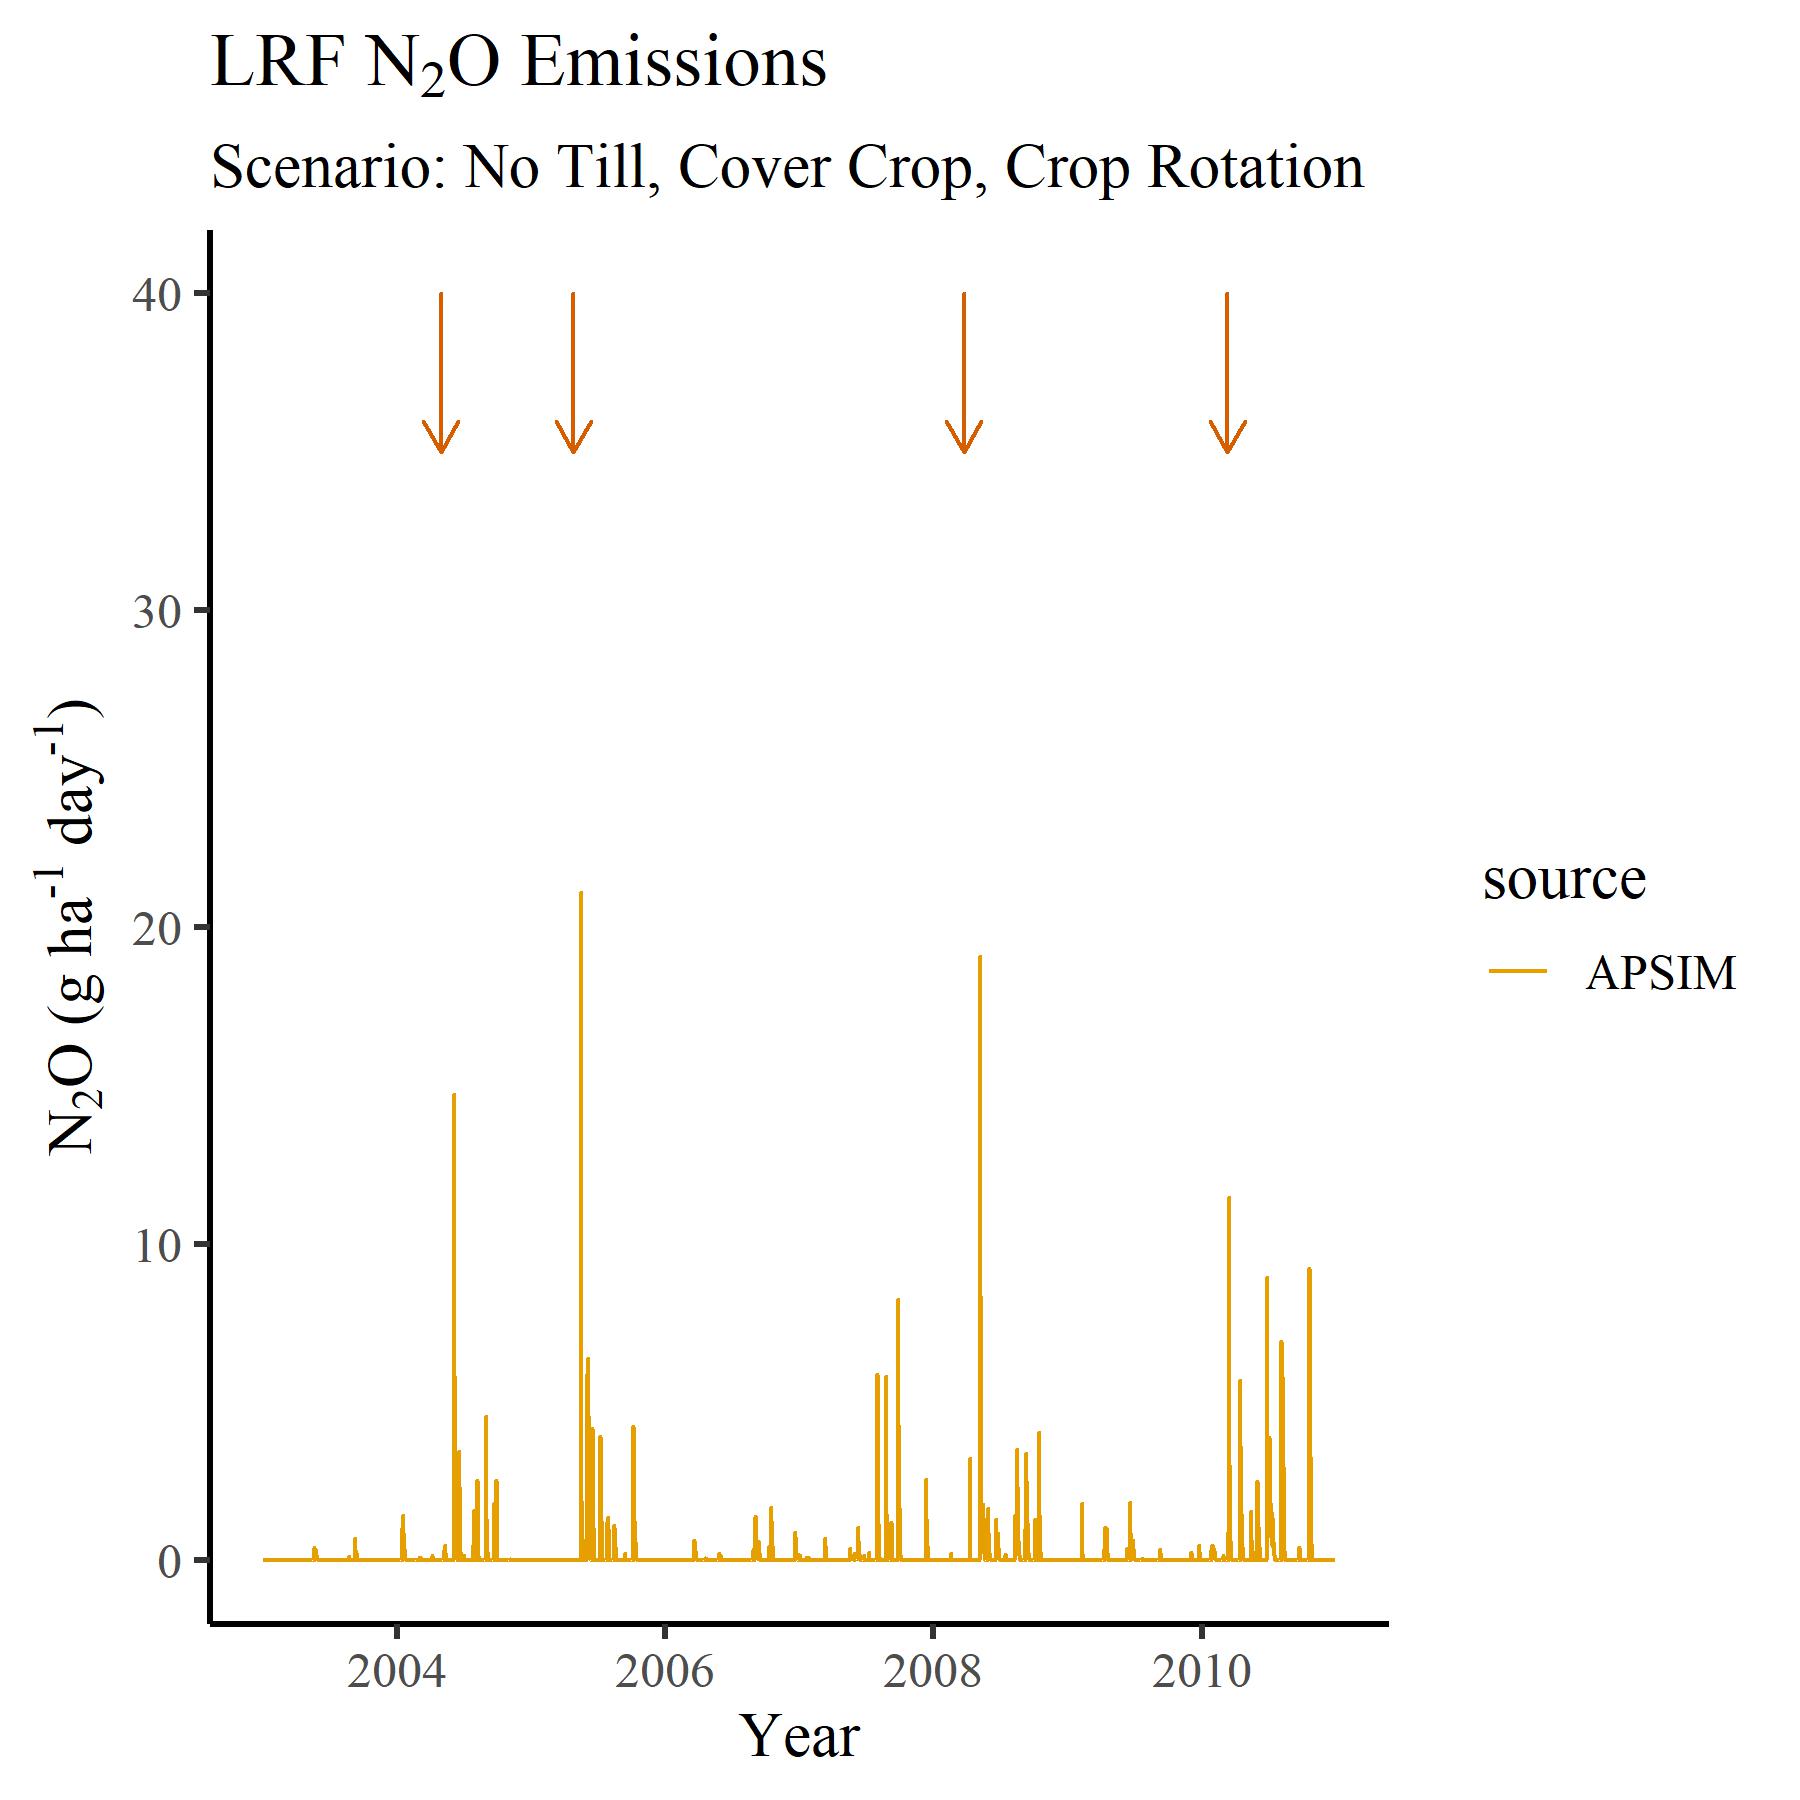 LRF N₂O Emissions
Scenario: No Till, Cover Crop, Crop Rotation
40
30
20
10
0
N₂O (g ha⁻¹ day⁻¹)
2004 2006 2008 2010
Year
source
APSIM